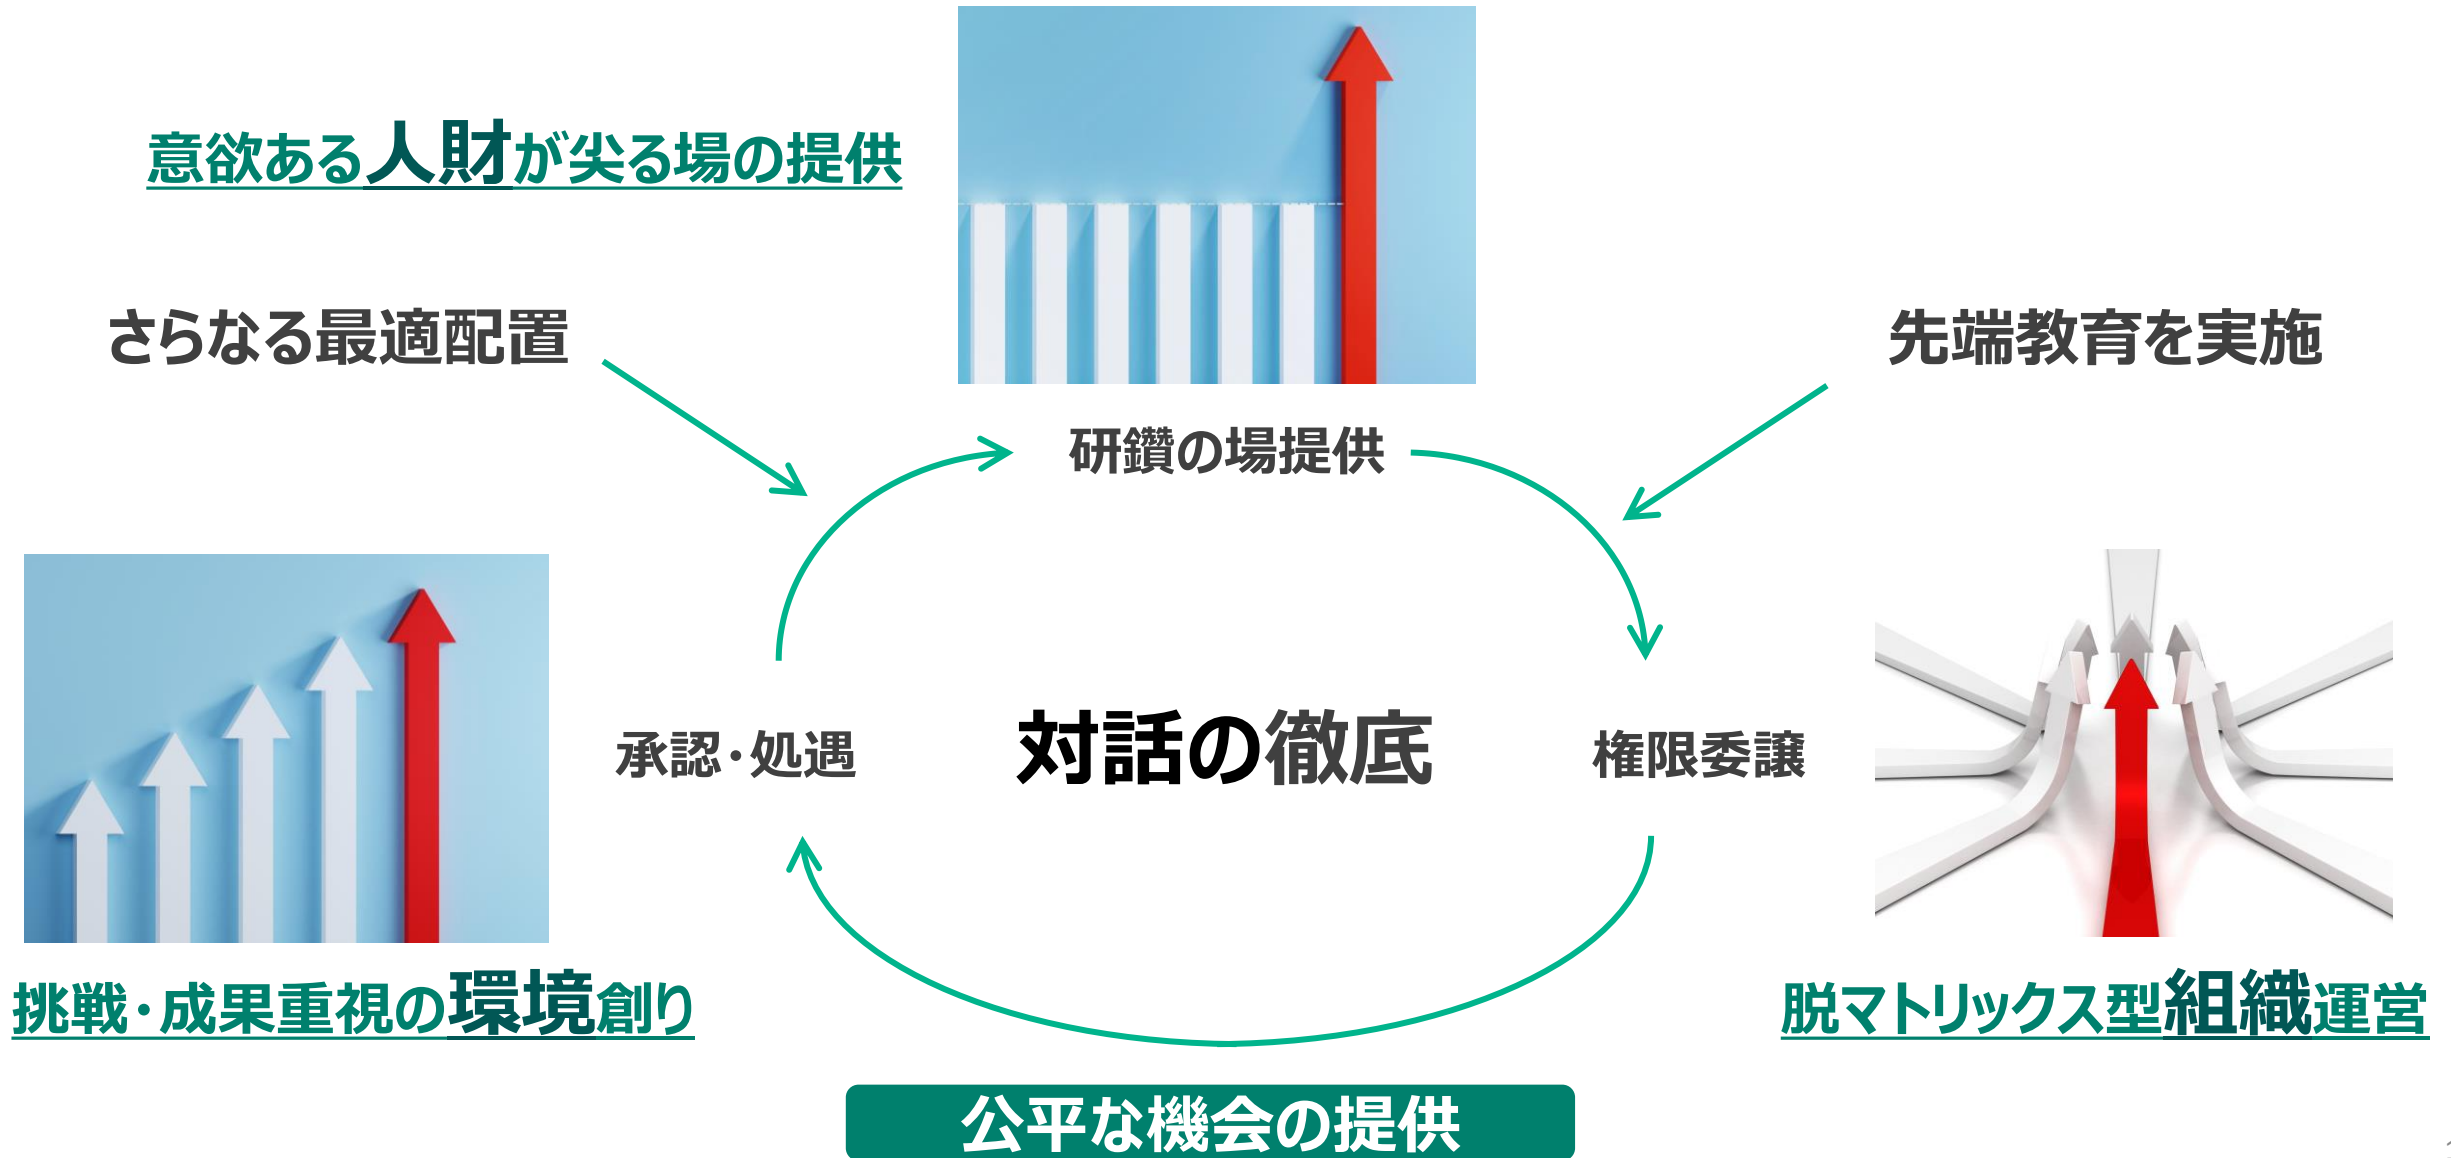 意欲ある人財が尖る場の提供
さらなる最適配置
先端教育を実施
研鑽の場提供
承認・処遇
対話の徹底
権限委譲
挑戦・成果重視の環境創り
脱マトリックス型組織運営
公平な機会の提供